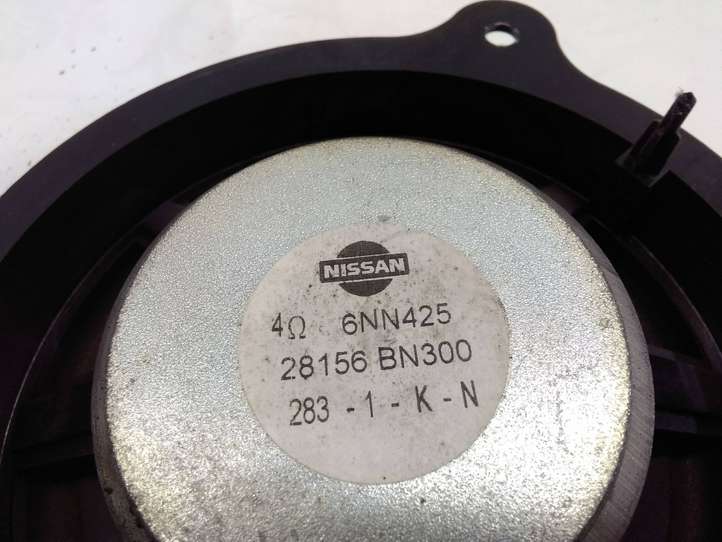 NISSAN
4Ω 6NN425
28156 BN300
283 - 1 - K - N